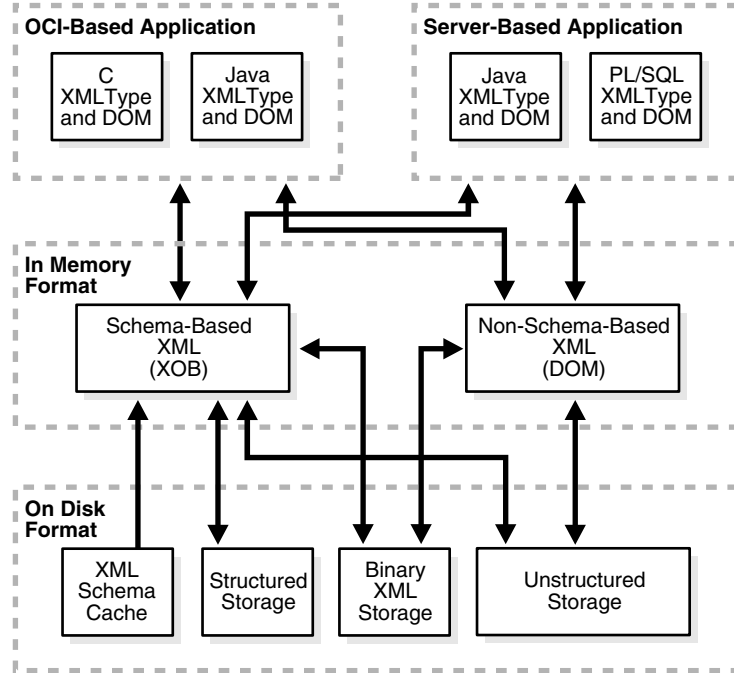 OCI-Based Application
C
XMLType
and DOM
Java
XMLType
and DOM
Server-Based Application
Java
XMLType
and DOM
PL/SQL
XMLType
and DOM
In Memory
Format
Schema-Based
XML
(XOB)
Non-Schema-Based
XML
(DOM)
On Disk
Format
XML
Schema
Cache
Structured
Storage
Binary
XML
Storage
Unstructured
Storage